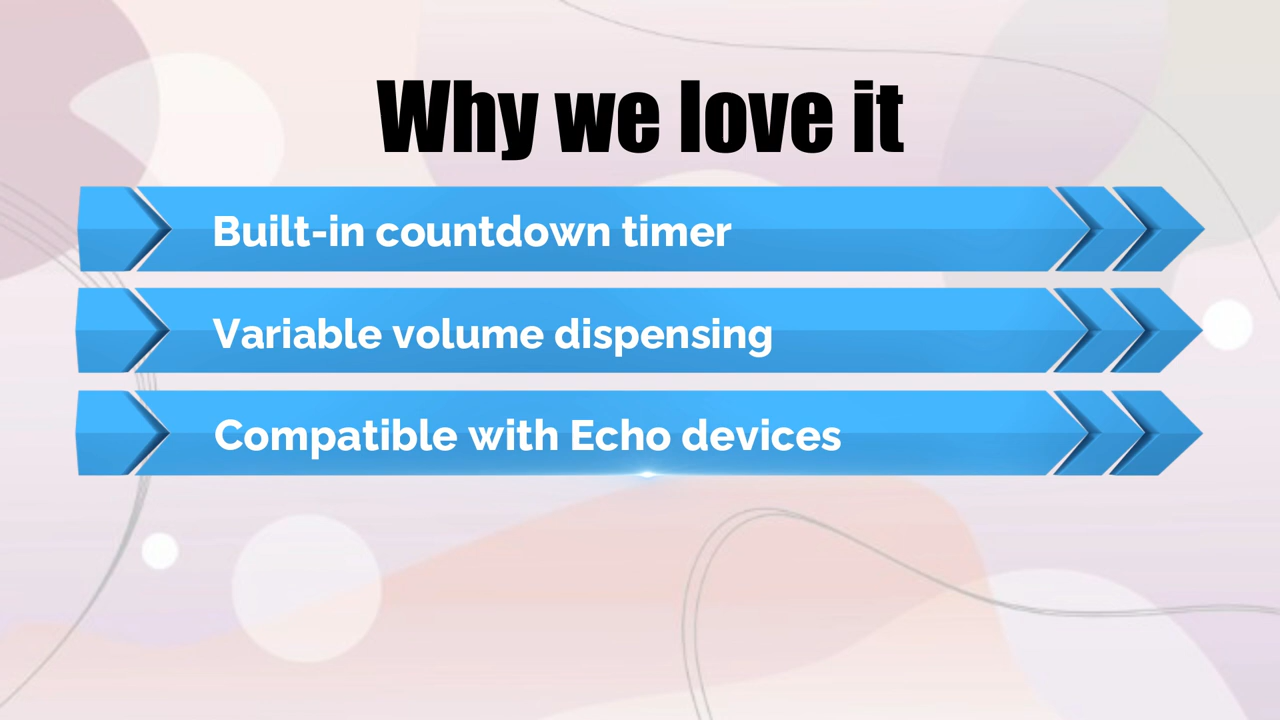 Why we love it
Built-in countdown timer
Variable volume dispensing
Compatible with Echo devices